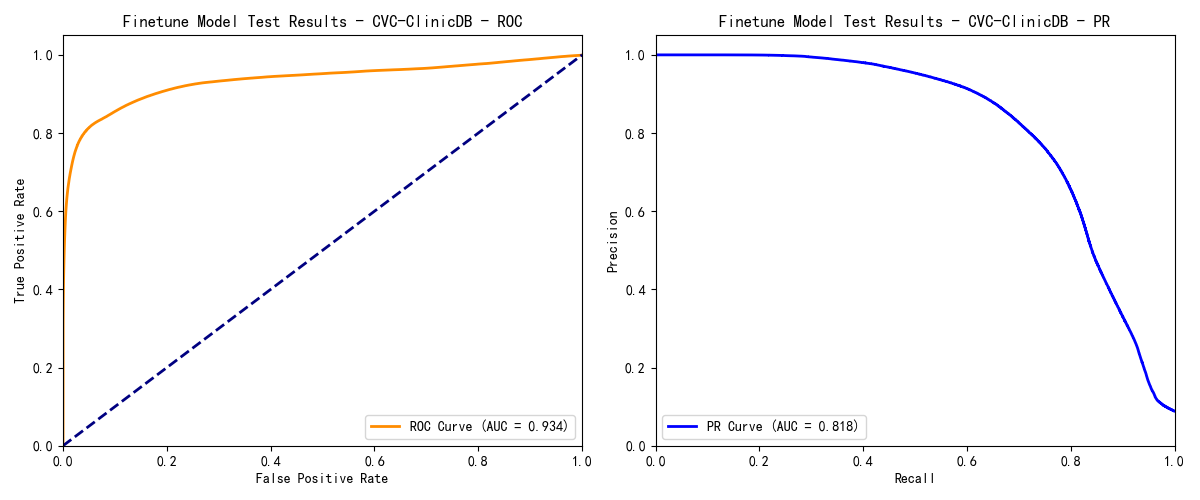 Finetune Model Test Results - CVC-ClinicDB - ROC
True Positive Rate
1.0
0.8
0.6
0.4
0.2
0.0
ROC Curve (AUC = 0.934)
0.0 0.2 0.4 0.6 0.8 1.0
False Positive Rate
Finetune Model Test Results - CVC-ClinicDB - PR
Precision
1.0
0.8
0.6
0.4
0.2
0.0
PR Curve (AUC = 0.818)
0.0 0.2 0.4 0.6 0.8 1.0
Recall